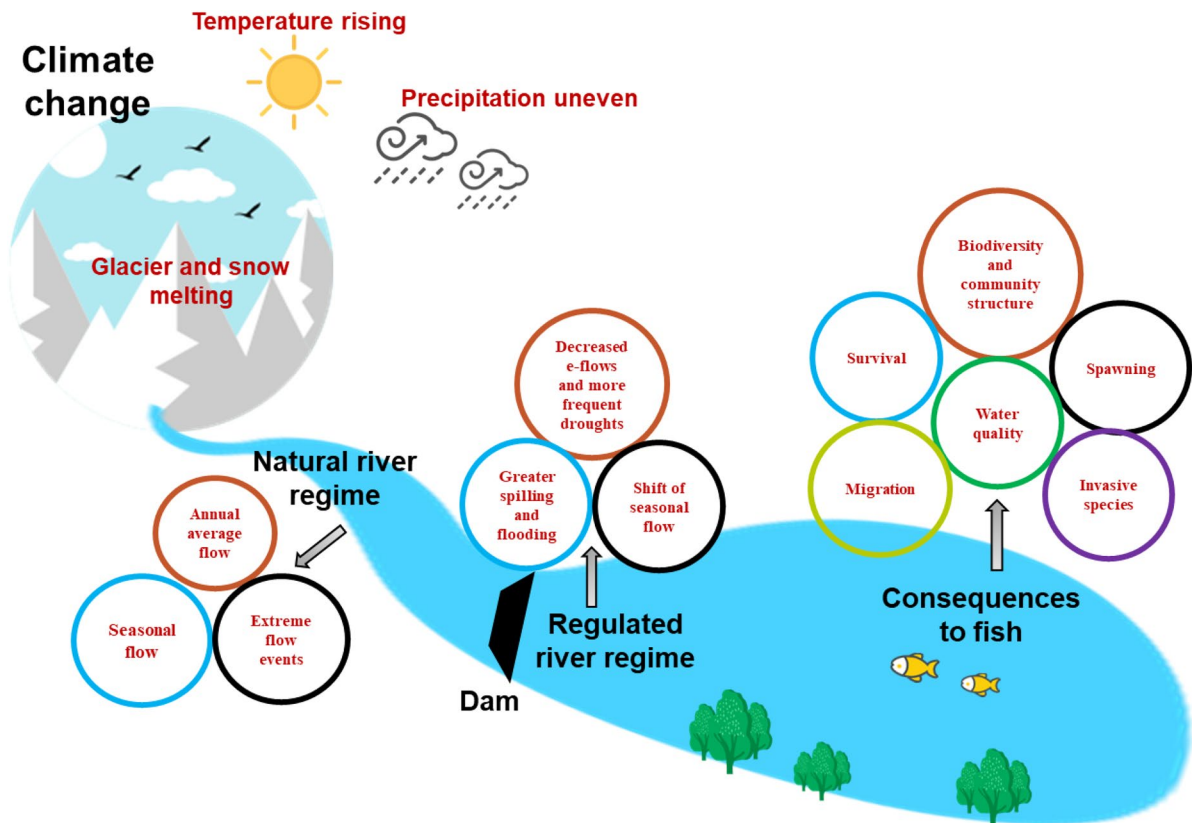 Temperature rising
Climate
change
Precipitation uneven
Glacier and snow
melting
Natural river
regime
Annual
average
flow
Seasonal
flow
Extreme
flow
events
Decreased
e-flows
and more
frequent
droughts
Greater
spilling
and
flooding
Shift of
seasonal
flow
Regulated
river regime
Dam
Biodiversity
and
community
structure
Survival
Spawning
Water
quality
Migration
Invasive
species
Consequences
to fish